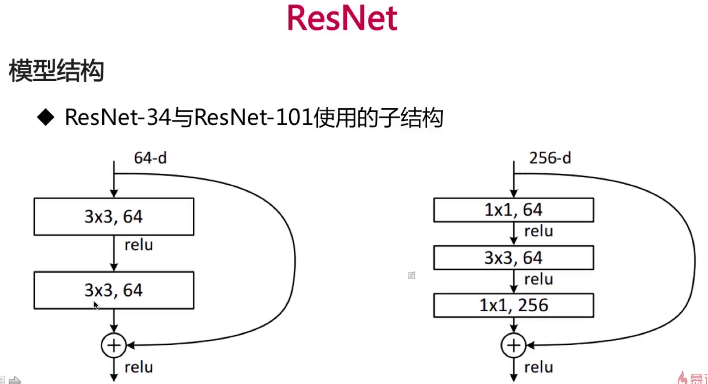 ResNet
模型结构
◆ ResNet-34与ResNet-101使用的子结构
64-d
3x3, 64
relu
3x3, 64
+
relu
256-d
1x1, 64
relu
3x3, 64
relu
1x1, 256
+
relu